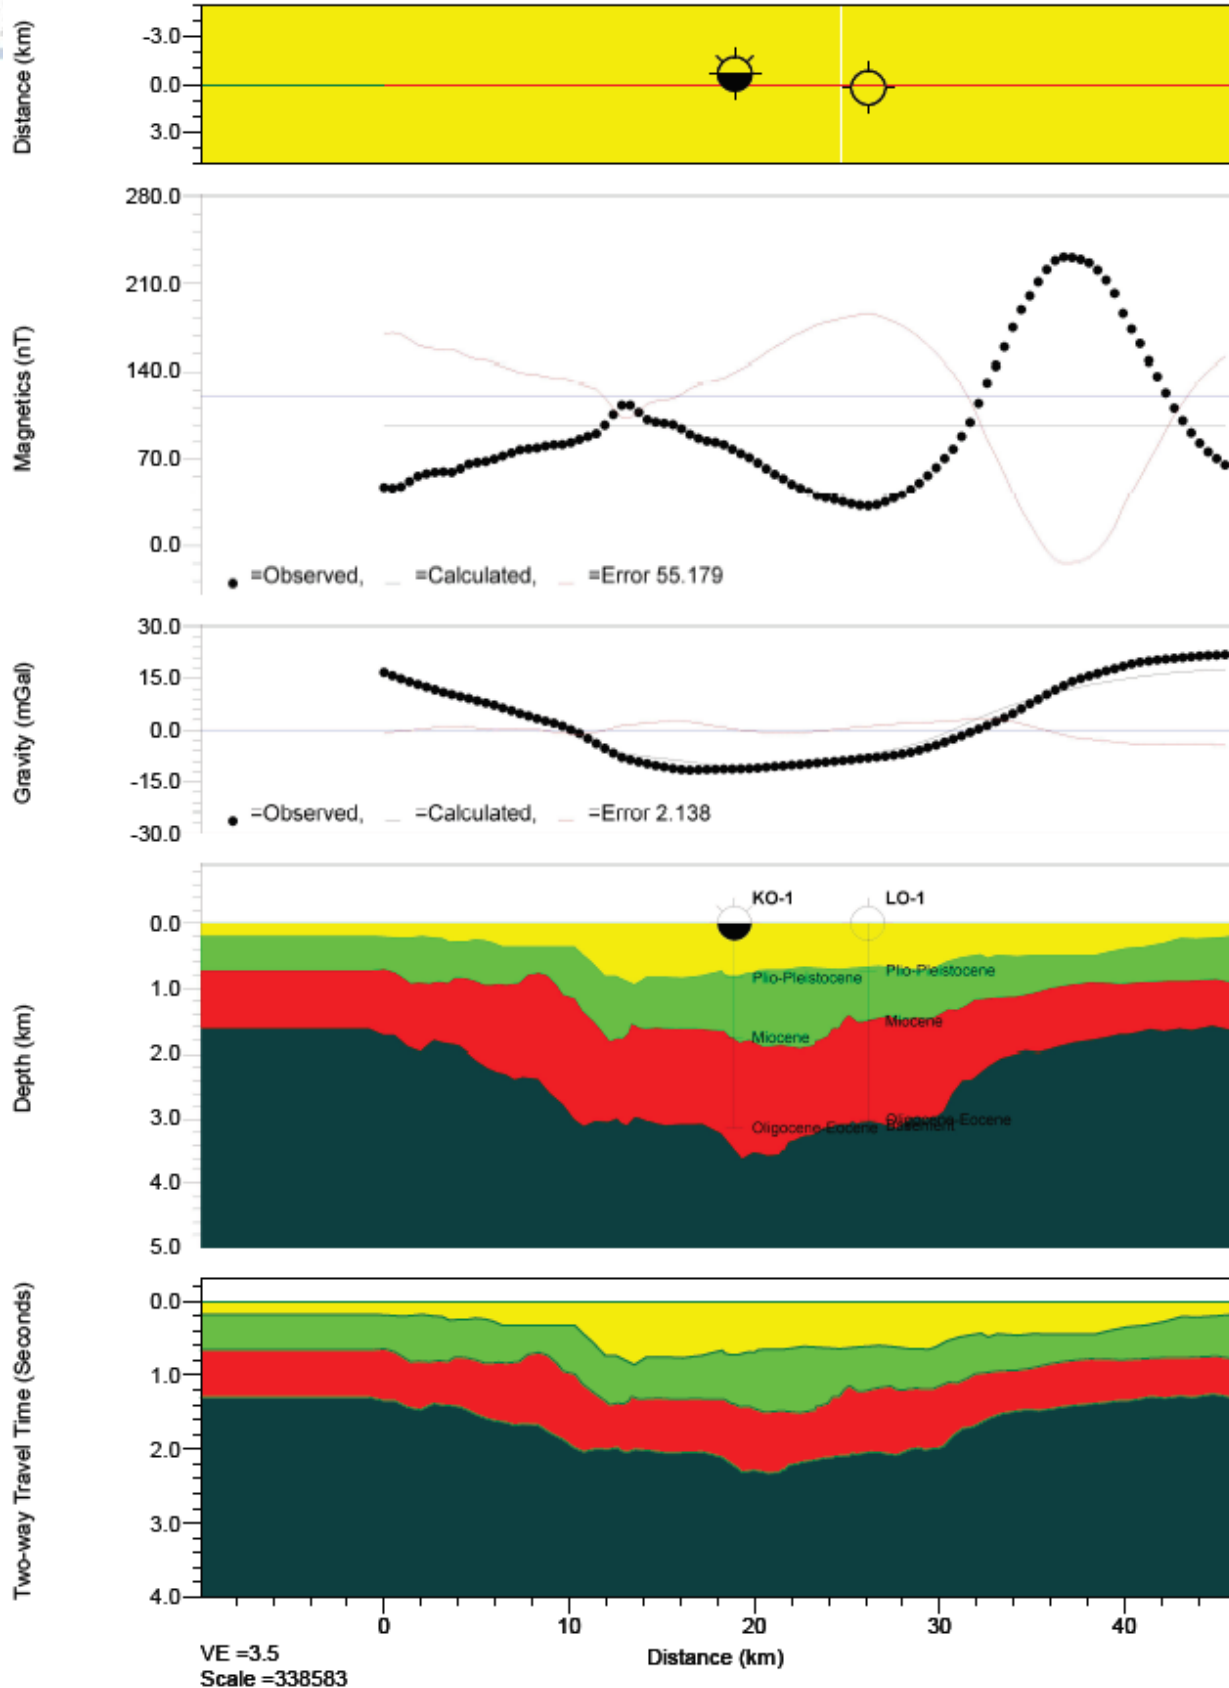 Distance (km)
-3.0
0.0
3.0
Magnetics (nT)
280.0
210.0
140.0
70.0
0.0
=Observed, =Calculated, =Error 55.179
Gravity (mGal)
30.0
15.0
0.0
-15.0
-30.0
=Observed, =Calculated, =Error 2.138
Depth (km)
0.0
1.0
2.0
3.0
4.0
5.0
KO-1
LO-1
Plio-Pleistocene
Plio-Pleistocene
Miocene
Miocene
Oligocene-Eocene
Oligocene-Eocene
Basement
Two-way Travel Time (Seconds)
0.0
1.0
2.0
3.0
4.0
0 10 20 30 40
Distance (km)
VE =3.5
Scale =338583